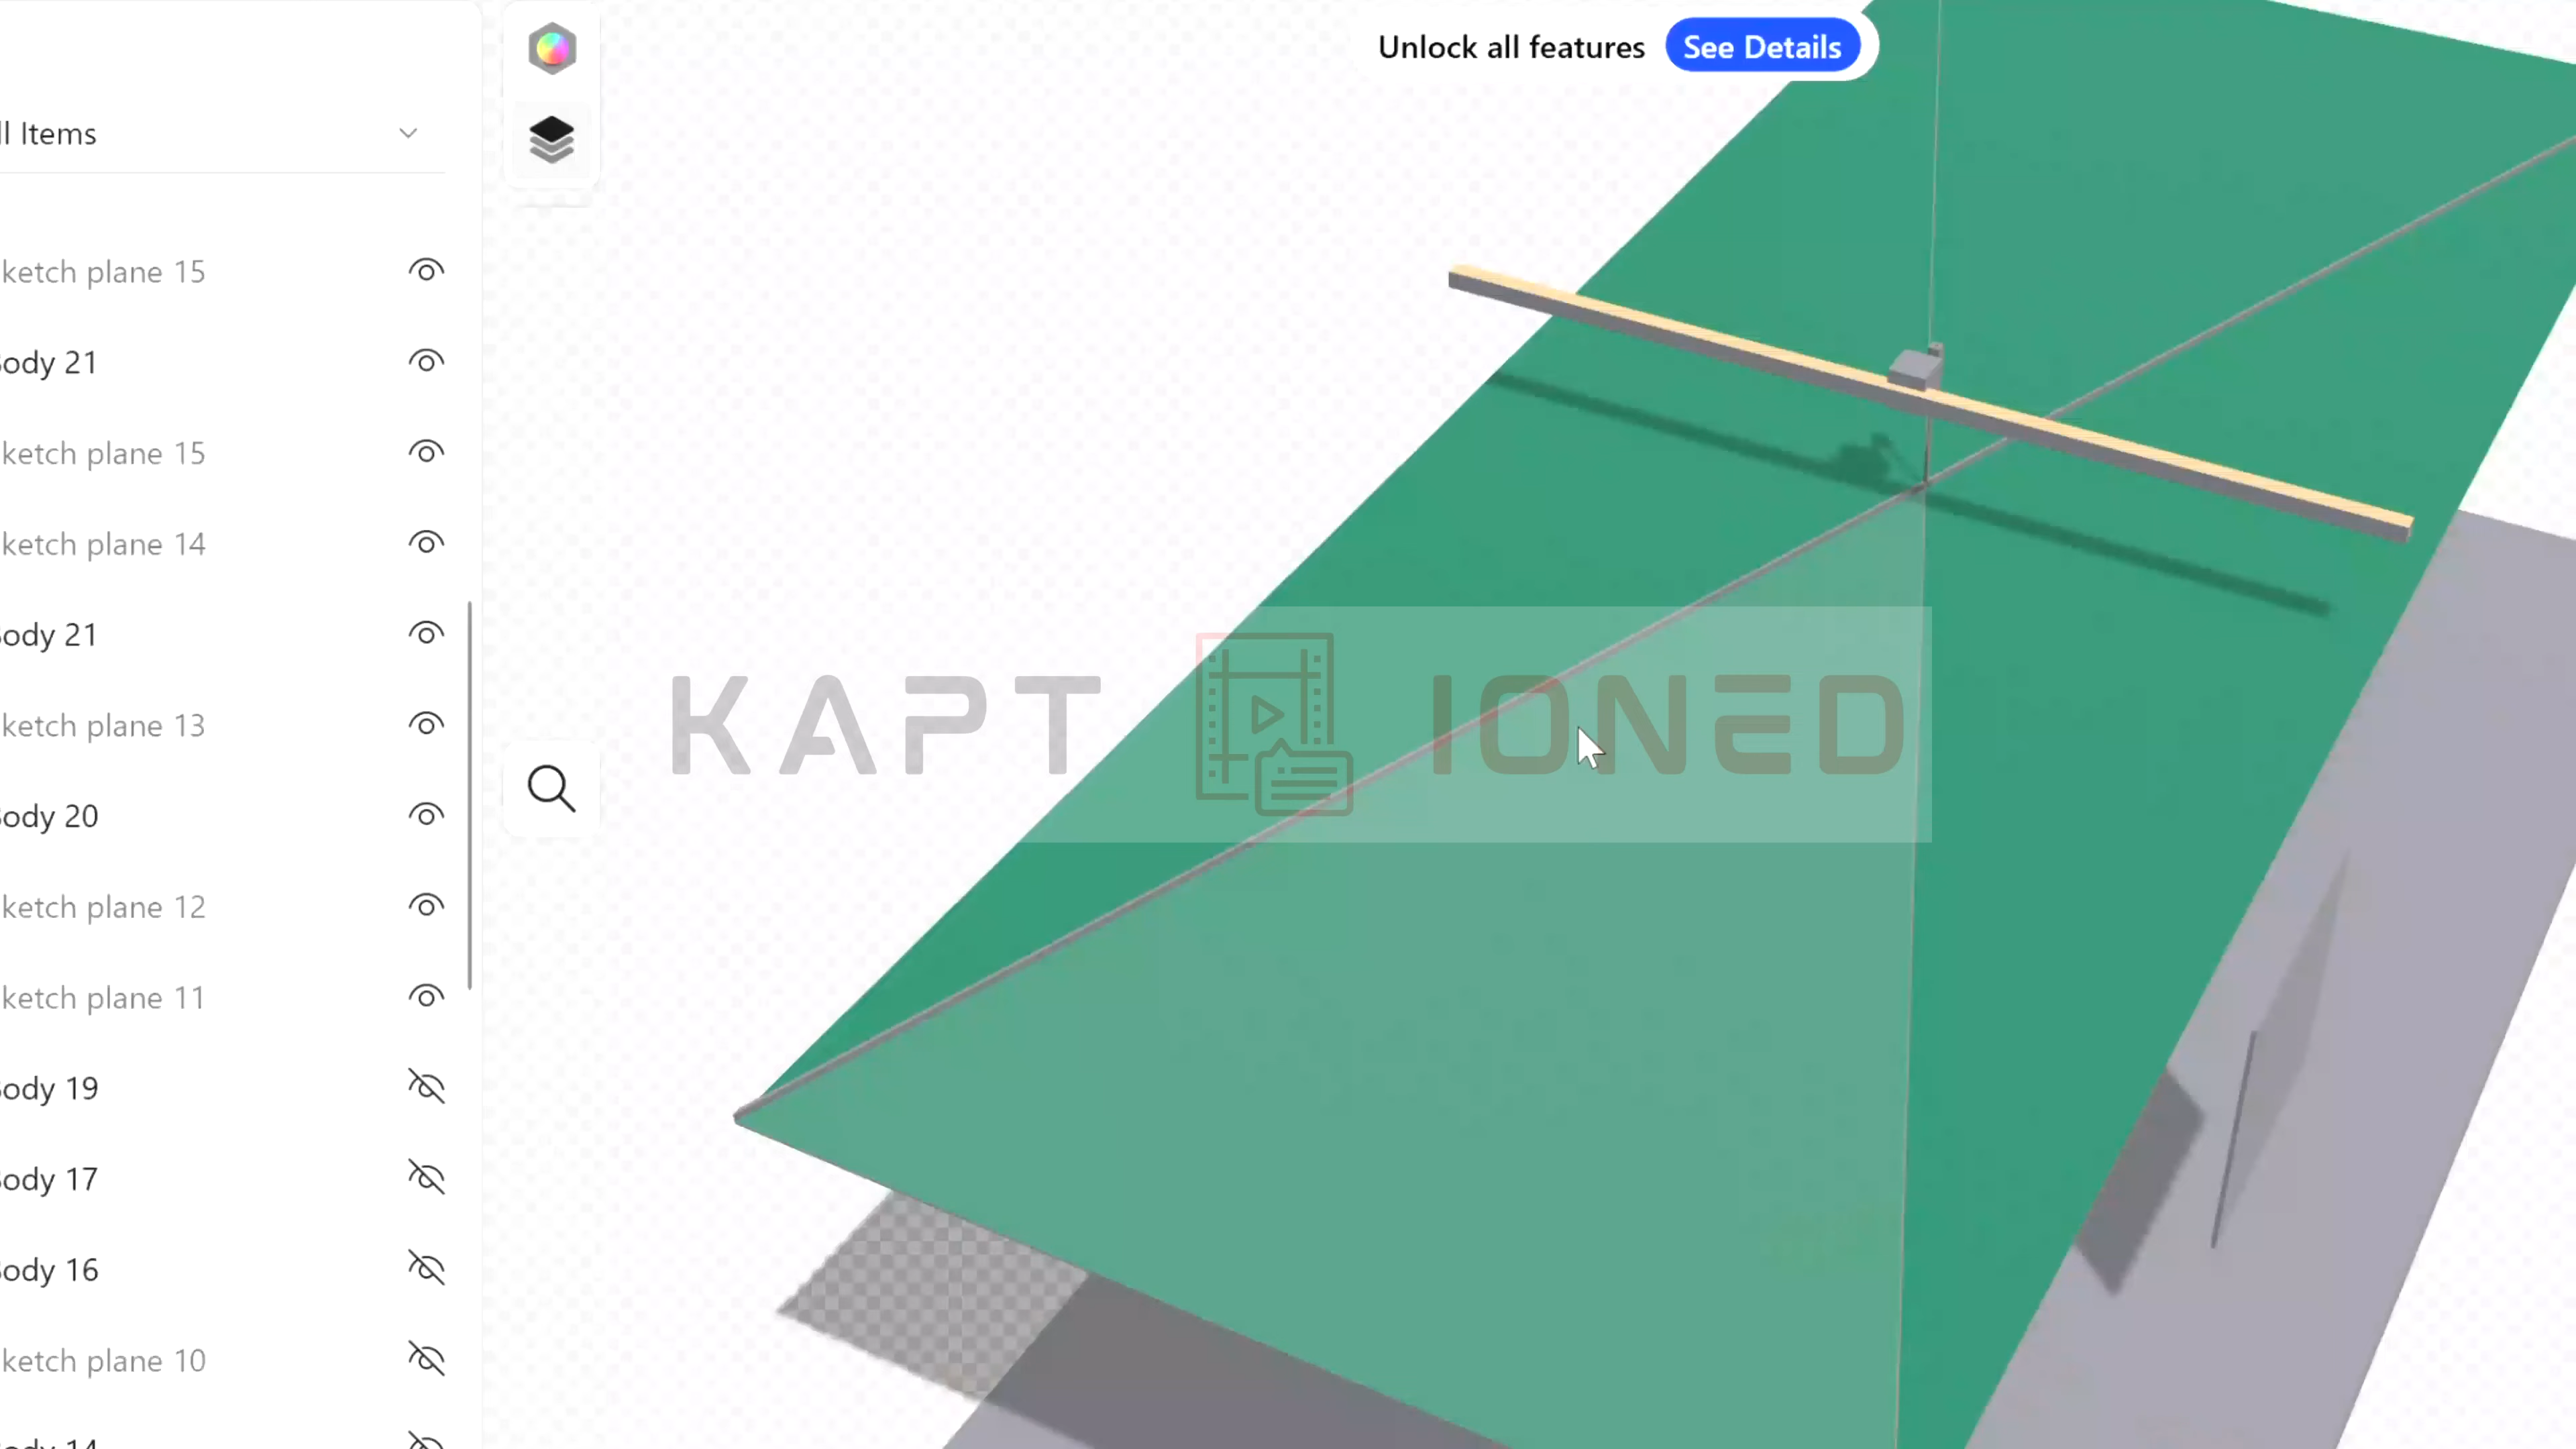 Unlock all features See Details
ll Items
ketch plane 15
ody 21
ketch plane 15
ketch plane 14
ody 21
ketch plane 13
ody 20
ketch plane 12
ketch plane 11
ody 19
ody 17
ody 16
ketch plane 10
ody 14
KAPT IONED